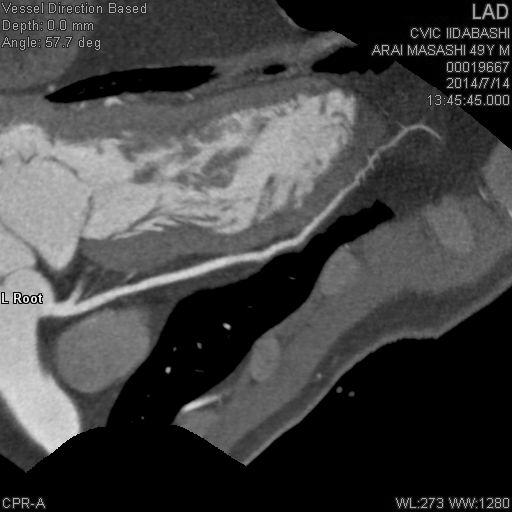 Vessel Direction Based
Depth: 0.0 mm
Angle: 57.7 deg
LAD
CVIC IIDABASHI
ARAI MASASHI 49Y M
00019667
2014/7/14
13:45:45.000
L Root
CPR-A
WL:273 WW:1280